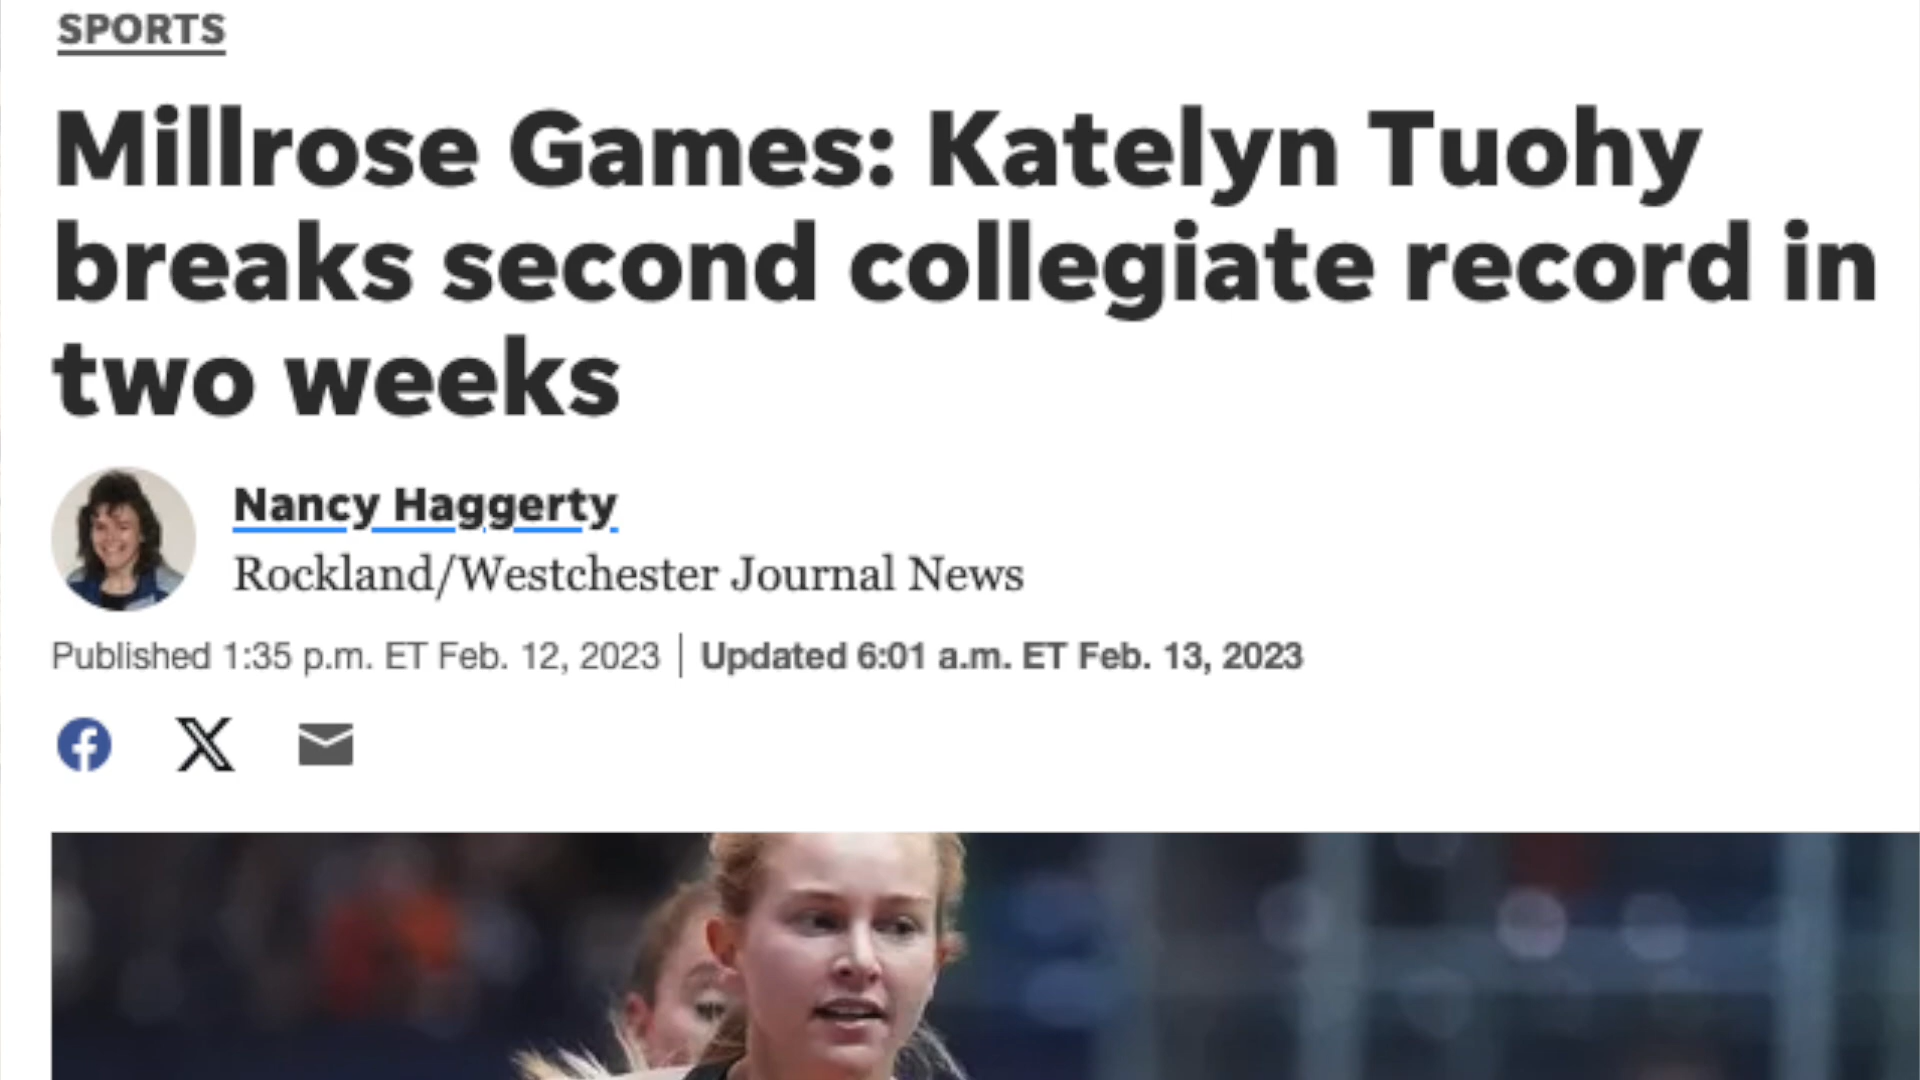 SPORTS
Millrose Games: Katelyn Tuohy
breaks second collegiate record in
two weeks
Nancy Haggerty
Rockland/Westchester Journal News
Published 1:35 p.m. ET Feb. 12, 2023 | Updated 6:01 a.m. ET Feb. 13, 2023